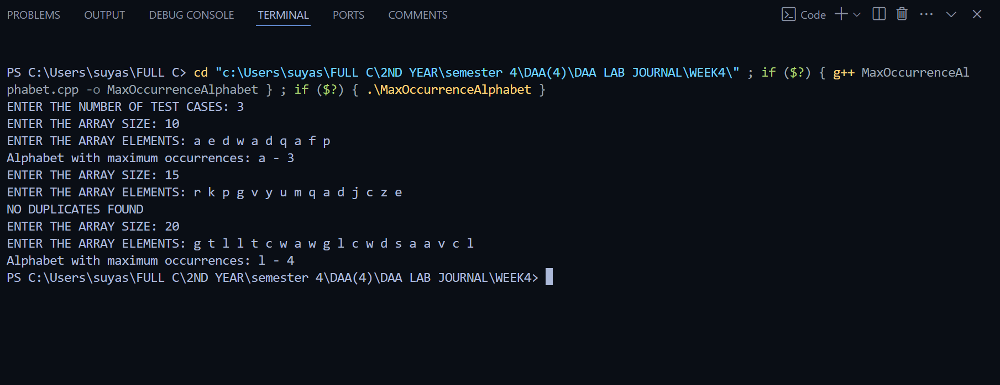 PROBLEMS OUTPUT DEBUG CONSOLE TERMINAL PORTS COMMENTS Code
PS C:\Users\suyas\FULL C> cd "c:\Users\suyas\FULL C\2ND YEAR\semester 4\DAA(4)\DAA LAB JOURNAL\WEEK4\" ; if ($?) { g++ MaxOccurrenceAl
phabet.cpp -o MaxOccurrenceAlphabet } ; if ($?) { .\MaxOccurrenceAlphabet }
ENTER THE NUMBER OF TEST CASES: 3
ENTER THE ARRAY SIZE: 10
ENTER THE ARRAY ELEMENTS: a e d w a d q a f p
Alphabet with maximum occurrences: a - 3
ENTER THE ARRAY SIZE: 15
ENTER THE ARRAY ELEMENTS: r k p g v y u m q a d j c z e
NO DUPLICATES FOUND
ENTER THE ARRAY SIZE: 20
ENTER THE ARRAY ELEMENTS: g t l l t c w a w g l c w d s a a v c l
Alphabet with maximum occurrences: l - 4
PS C:\Users\suyas\FULL C\2ND YEAR\semester 4\DAA(4)\DAA LAB JOURNAL\WEEK4>